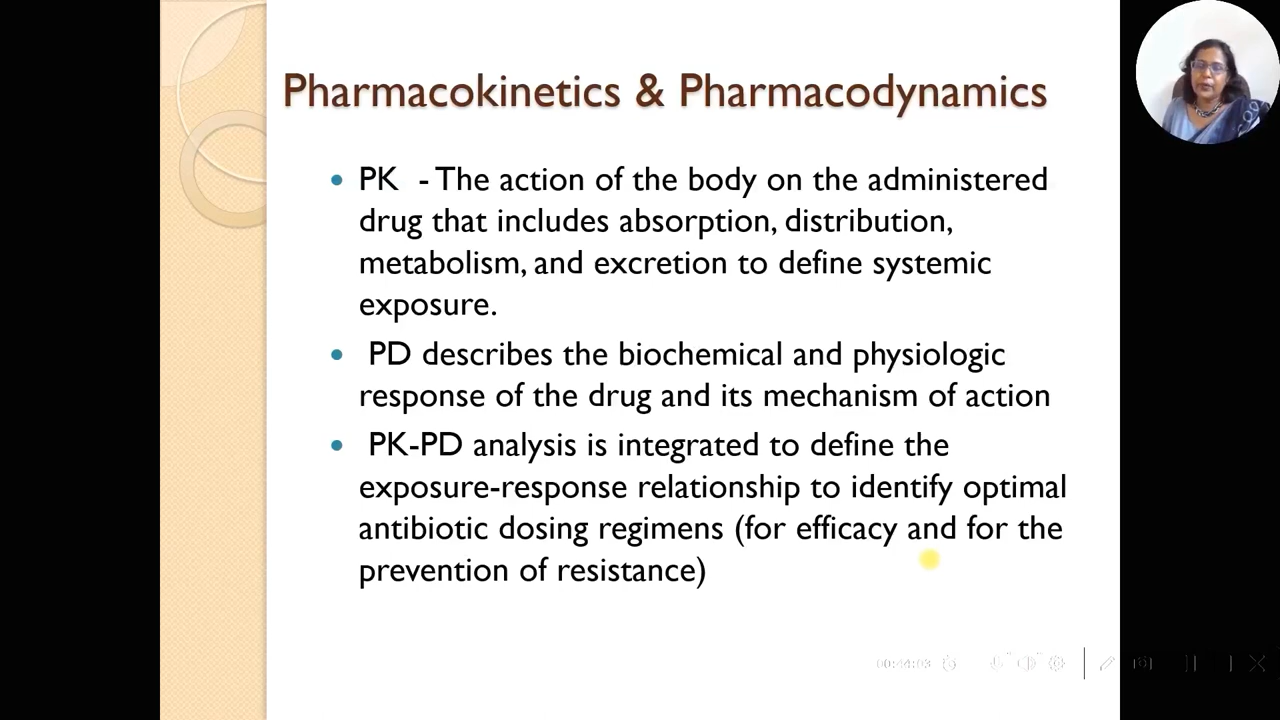 Pharmacokinetics & Pharmacodynamics
PK - The action of the body on the administered
drug that includes absorption, distribution,
metabolism, and excretion to define systemic
exposure.
PD describes the biochemical and physiologic
response of the drug and its mechanism of action
PK-PD analysis is integrated to define the
exposure-response relationship to identify optimal
antibiotic dosing regimens (for efficacy and for the
prevention of resistance)